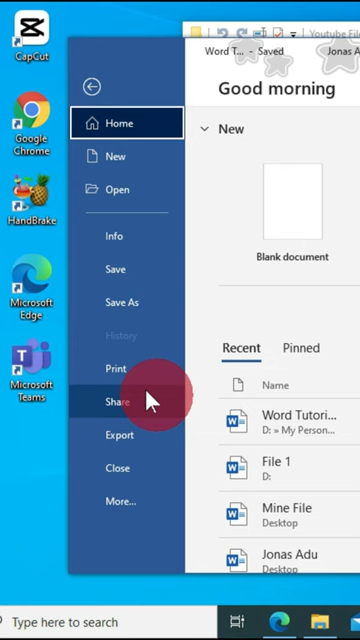 CapCut
Google
Chrome
HandBrake
Microsoft
Edge
Microsoft
Teams
Youtube
Word T... - Saved
Jonas A
Good morning
Home
New
Open
Info
Save
Save As
History
Print
Share
Export
Close
More...
New
Blank document
Recent
Pinned
Name
Word Tutori...
D: » My Person...
File 1
D:
Mine File
Desktop
Jonas Adu
Desktop
Type here to search